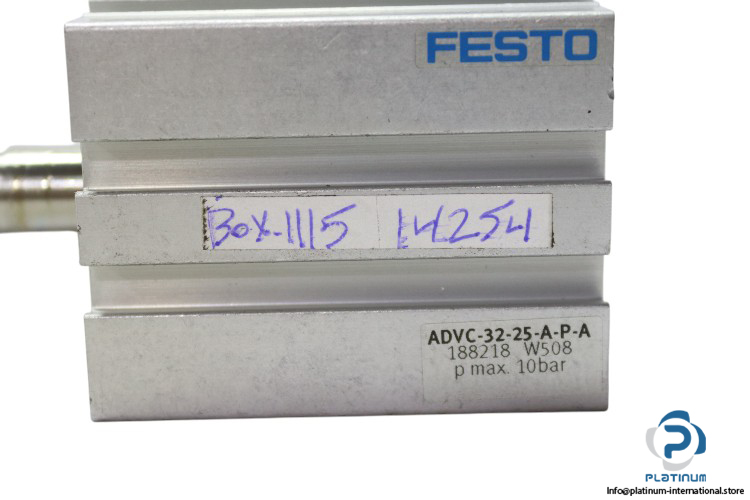 FESTO
Box.1115 14254
ADVC-32-25-A-P-A
188218 W508
p max. 10bar
PLATINUM
Info@platinum-international.store